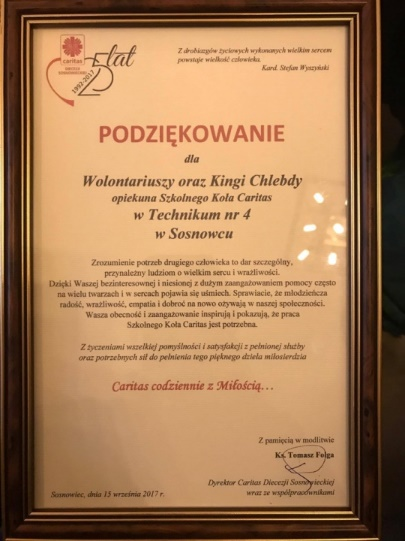 25 lat
caritas
1992-2017
Z drobiazgów życiowych wykonanych wielkim sercem
powstaje wielkość człowieka.
Kard. Stefan Wyszyński
PODZIĘKOWANIE
dla
Wolontariuszy oraz Kingi Chlebdy
opiekuna Szkolnego Koła Caritas
w Technikum nr 4
w Sosnowcu
Zrozumienie potrzeb drugiego człowieka to dar szczególny,
przynależny ludziom o wielkim sercu i wrażliwości.
Dzięki Waszej bezinteresownej i niesionej z dużym zaangażowaniem pomocy często
na wielu twarzach i w sercach pojawia się uśmiech. Sprawiacie, że młodzieńcza
radość, wrażliwość, empatia i dobroć na nowo ożywają w naszej społeczności.
Wasza obecność i zaangażowanie inspirują i pokazują, że praca
Szkolnego Koła Caritas jest potrzebna.
Z życzeniami wszelkiej pomyślności i satysfakcji z pełnionej służby
oraz potrzebnych sił do pełnienia tego pięknego dzieła miłosierdzia
Caritas codziennie z Miłością…
Z pamięcią w modlitwie
Ks. Tomasz Folga
Dyrektor Caritas Diecezji Sosnowieckiej
wraz ze współpracownikami
Sosnowiec, dnia 13 września 2017 r.